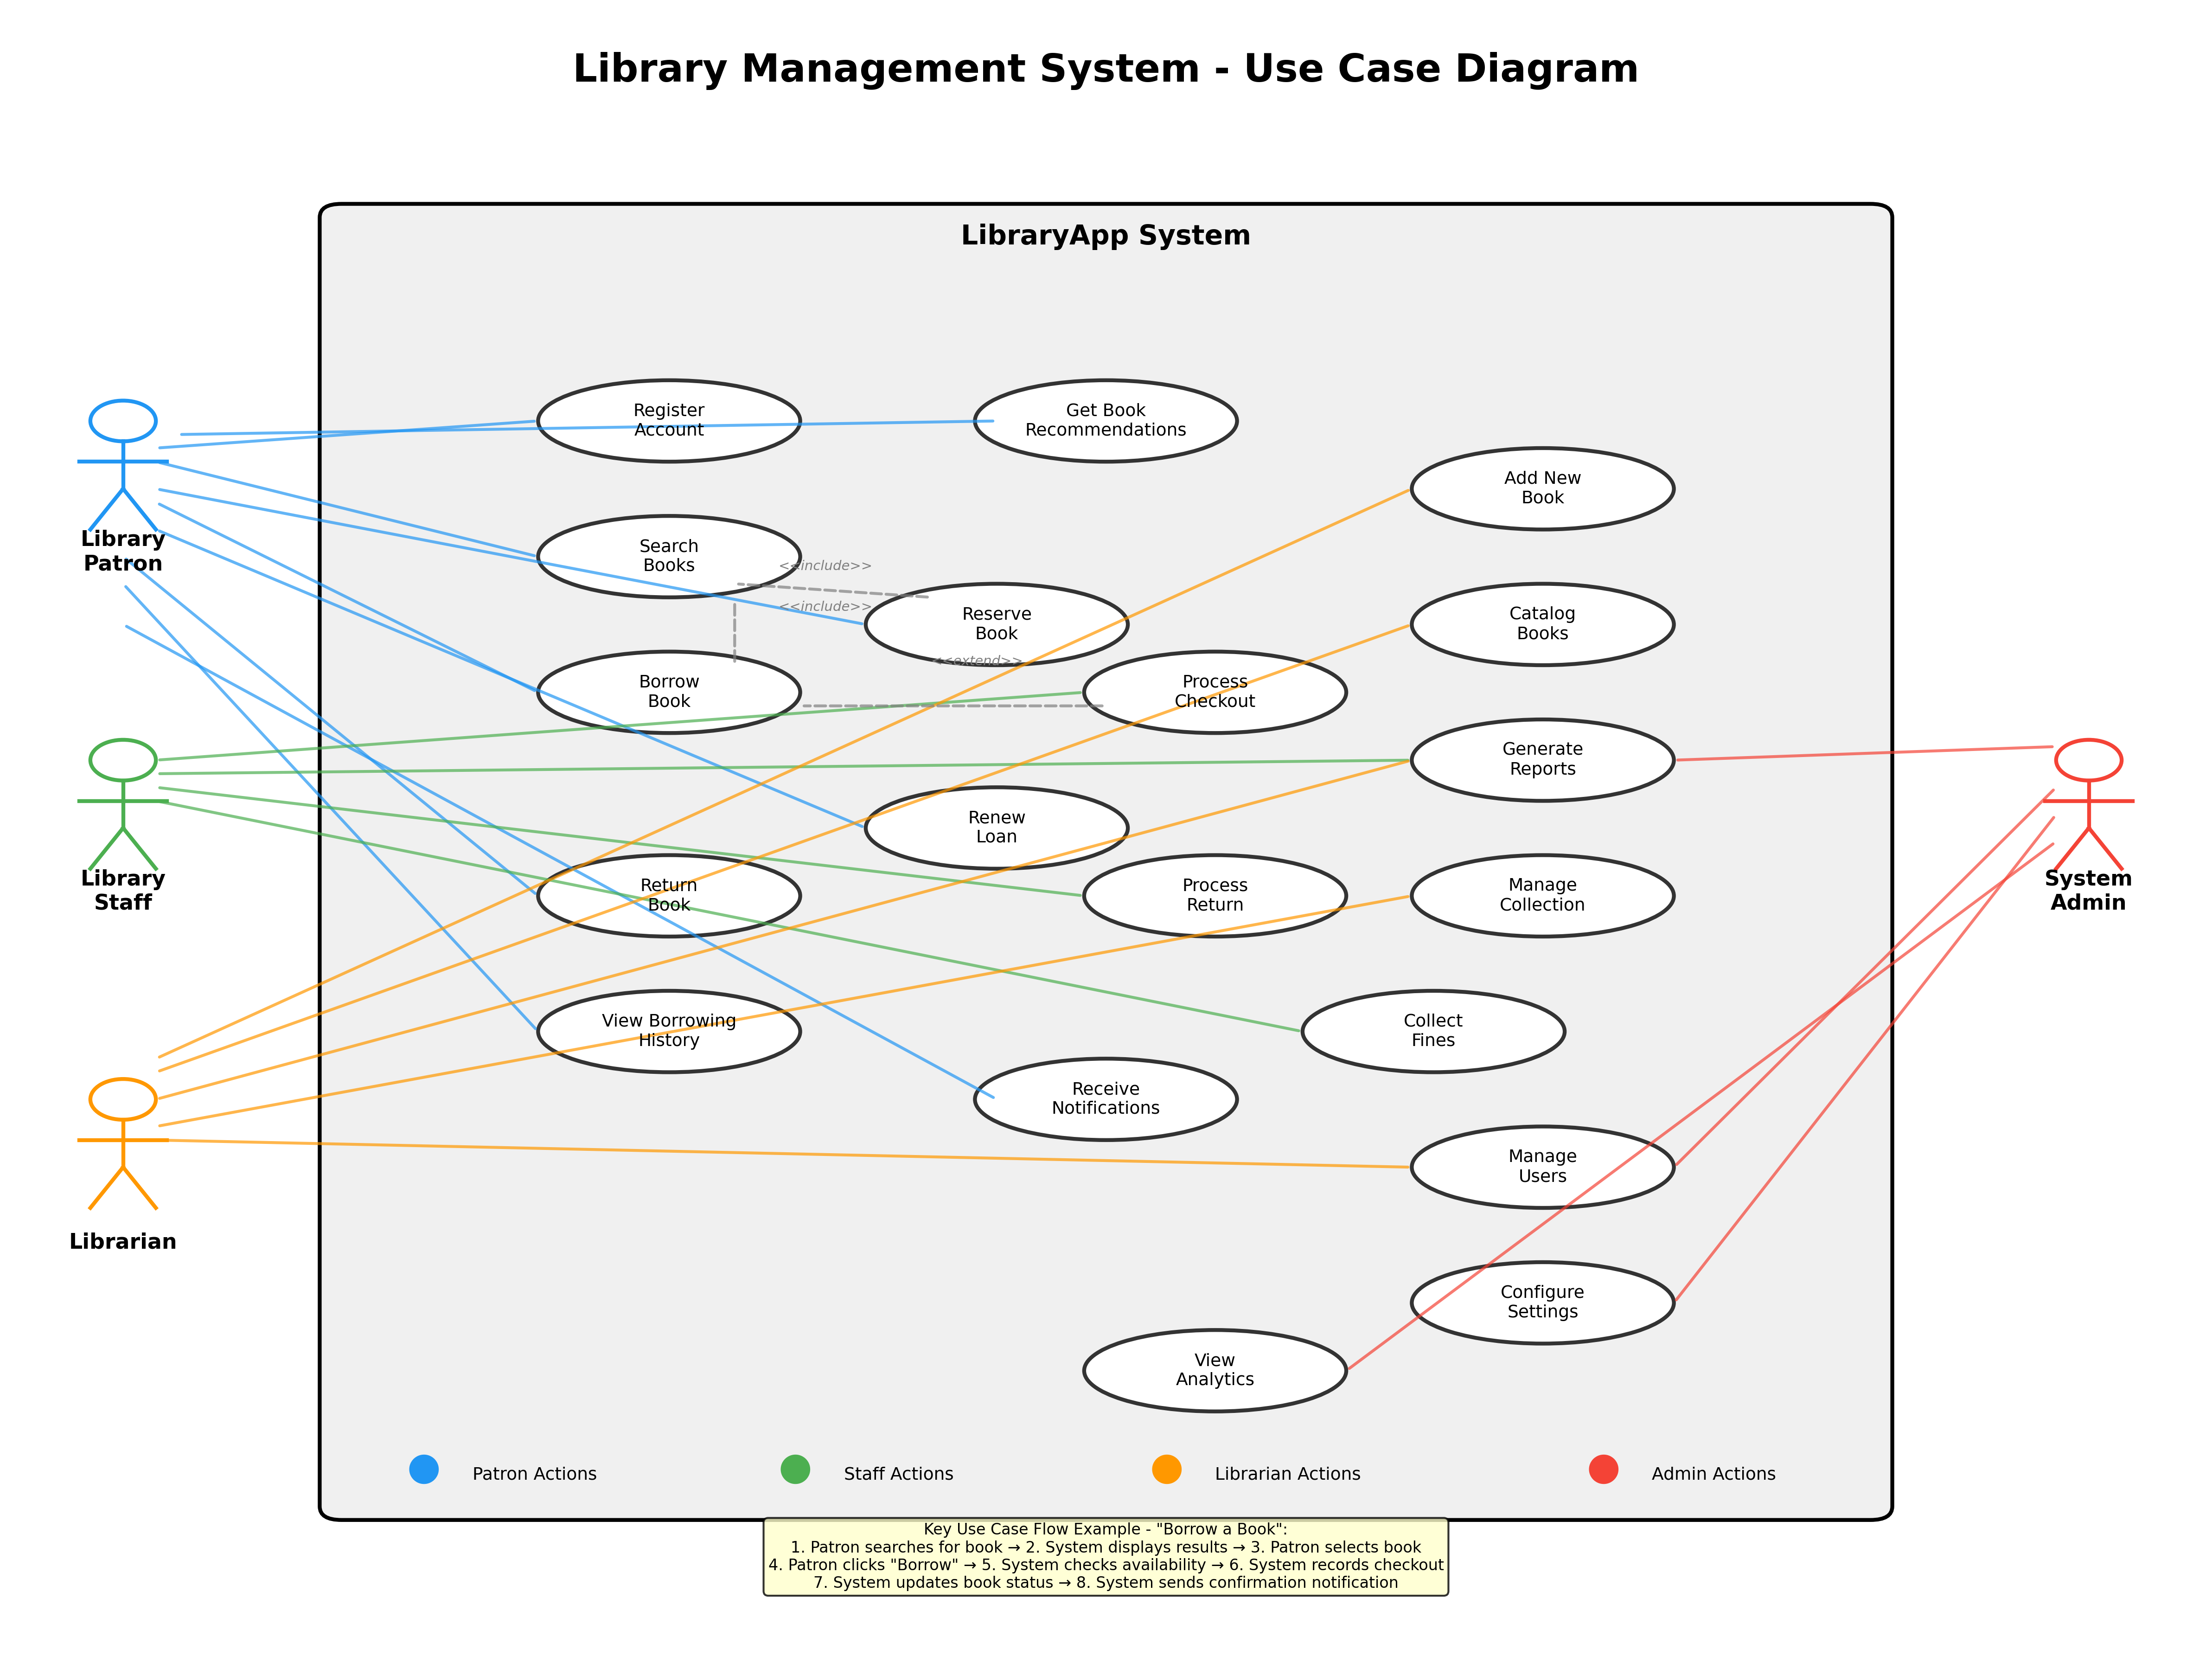 Library Management System - Use Case Diagram
LibraryApp System
Register
Account
Get Book
Recommendations
Add New
Book
Library
Patron
Search
Books
<<include>>
<<include>>
Reserve
Book
Catalog
Books
<<extend>>
Borrow
Book
Process
Checkout
Generate
Reports
Renew
Loan
Library
Staff
Return
Book
Process
Return
Manage
Collection
System
Admin
View Borrowing
History
Collect
Fines
Receive
Notifications
Manage
Users
Librarian
Configure
Settings
View
Analytics
Patron Actions
Staff Actions
Librarian Actions
Admin Actions
Key Use Case Flow Example - "Borrow a Book":
1. Patron searches for book → 2. System displays results → 3. Patron selects book
4. Patron clicks "Borrow" → 5. System checks availability → 6. System records checkout
7. System updates book status → 8. System sends confirmation notification